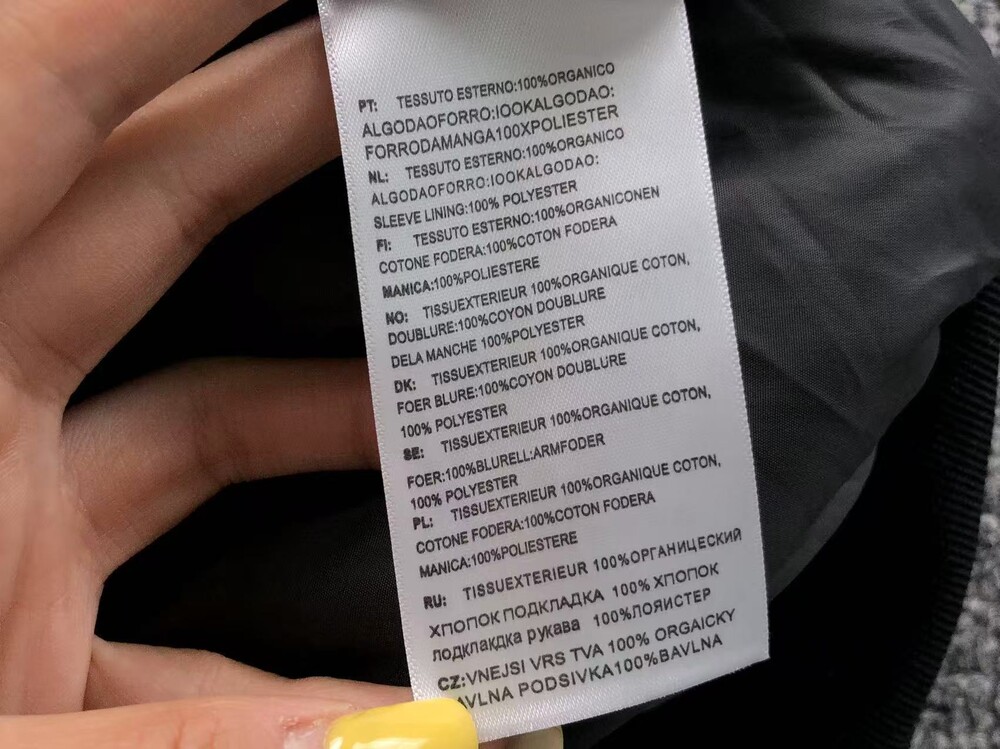 PT: TESSUTO ESTERNO:100%ORGANICO
ALGODAOFORRO:IOOKALGODAO:
FORRODAMANGA100XPOLIESTER
NL: TESSUTO ESTERNO:100%ORGANICO
ALGODAOFORRO:IOOKALGODAO:
SLEEVE LINING:100% POLYESTER
FI: TESSUTO ESTERNO:100%ORGANICONEN
COTONE FODERA:100%COTON FODERA
MANICA:100%POLIESTERE
NO: TISSUEXTERIEUR 100%ORGANIQUE COTON,
DOUBLURE:100%COYON DOUBLURE
DELA MANCHE 100%POLYESTER
DK: TISSUEXTERIEUR 100%ORGANIQUE COTON,
FOER BLURE:100%COYON DOUBLURE
100% POLYESTER
SE: TISSUEXTERIEUR 100%ORGANIQUE COTON,
FOER:100%BLURELL:ARMFODER
100% POLYESTER
PL: TISSUEXTERIEUR 100%ORGANIQUE COTON,
COTONE FODERA:100%COTON FODERA
MANICA:100%POLIESTERE
RU: TISSUEXTERIEUR 100%ОРГАНИЦЕСКИЙ
ХПОПОК ПОДКЛАДКА 100% ХПОПОК
лодклакдка рукава 100%ЛОЯИСТЕР
CZ:VNEJSI VRS TVA 100% ORGAICKY
AVLNA PODSIVKA100%BAVLNA